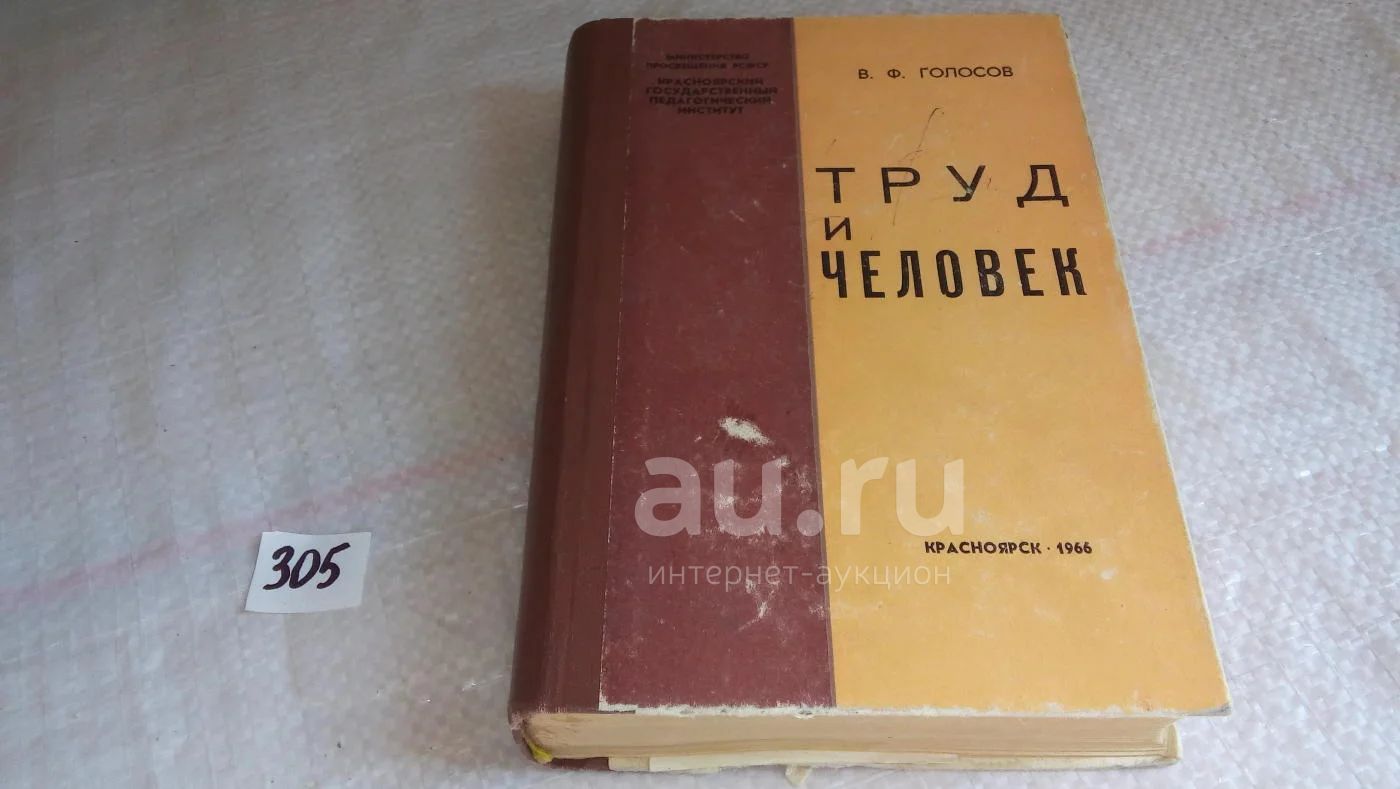 МИНИСТЕРСТВО
ПРОСВЕЩЕНИЯ РСФСР
КРАСНОЯРСКИЙ
ГОСУДАРСТВЕННЫЙ
ПЕДАГОГИЧЕСКИЙ
ИНСТИТУТ
В. Ф. ГОЛОСОВ
ТРУД
И
ЧЕЛОВЕК
КРАСНОЯРСК · 1966
305
au.ru
интернет-аукцион